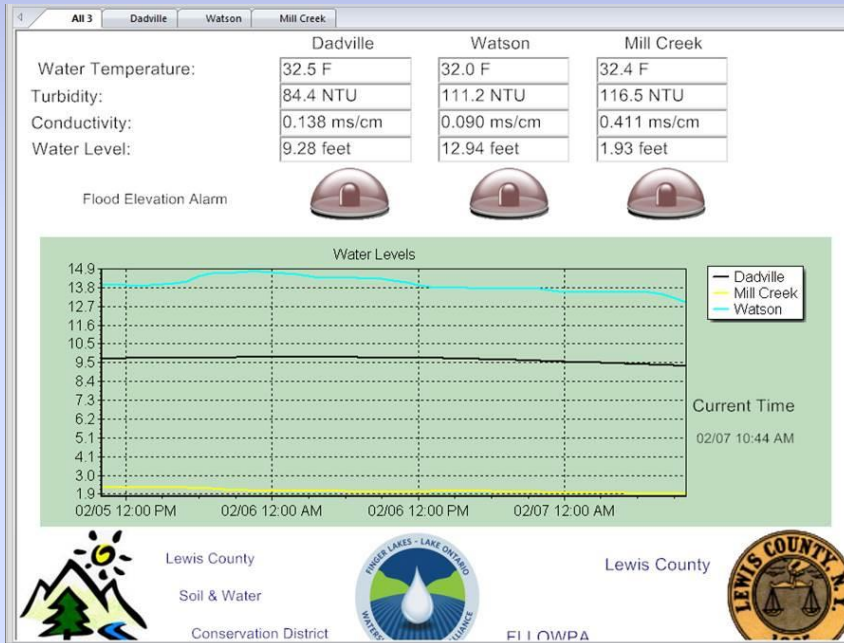 All 3 Dadville Watson Mill Creek
Dadville Watson Mill Creek
Water Temperature: 32.5 F 32.0 F 32.4 F
Turbidity: 84.4 NTU 111.2 NTU 116.5 NTU
Conductivity: 0.138 ms/cm 0.090 ms/cm 0.411 ms/cm
Water Level: 9.28 feet 12.94 feet 1.93 feet
Flood Elevation Alarm
Water Levels
14.9
13.8
12.7
11.6
10.5
9.5
8.4
7.3
6.2
5.1
4.1
3.0
1.9
02/05 12:00 PM 02/06 12:00 AM 02/06 12:00 PM 02/07 12:00 AM
Dadville
Mill Creek
Watson
Current Time
02/07 10:44 AM
Lewis County
Soil & Water
Conservation District
FINGER LAKES - LAKE ONTARIO
FLLOWPA
Lewis County
LEWIS COUNTY, N.Y.